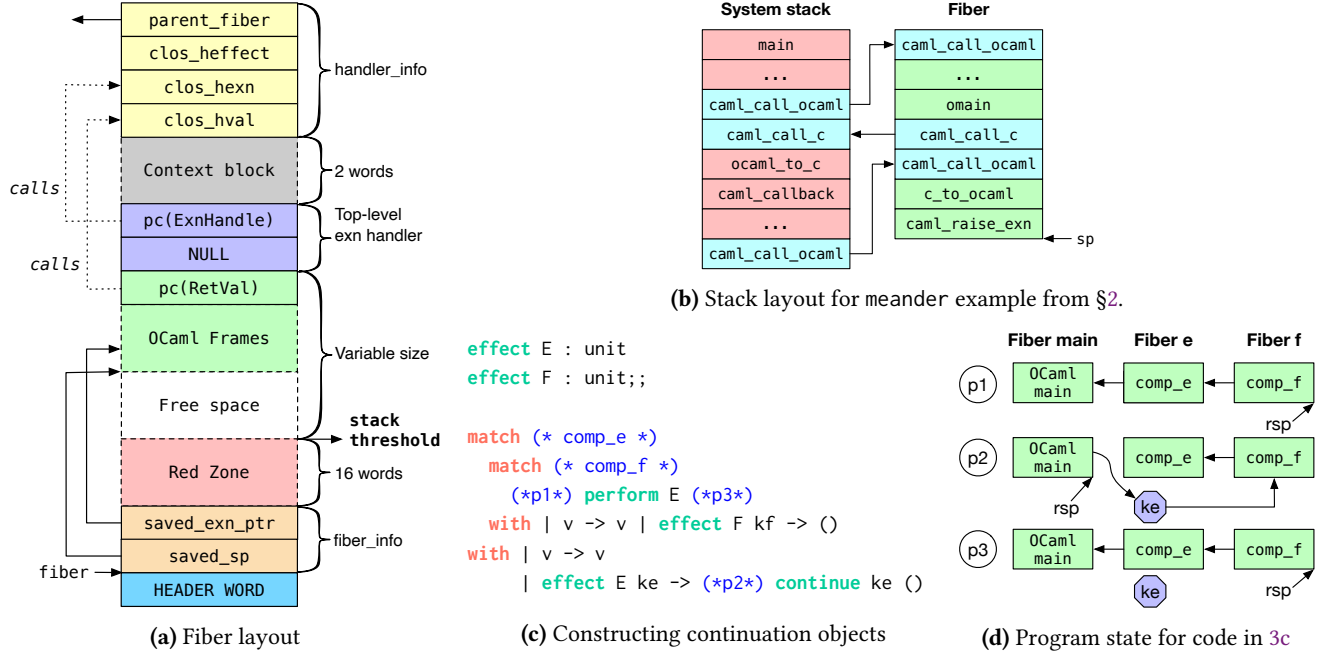 parent_fiber
clos_heffect
clos_hexn
clos_hval
handler_info
Context block
2 words
calls
pc(ExnHandle)
NULL
Top-level
exn handler
calls
pc(RetVal)
OCaml Frames
Free space
Variable size
stack
threshold
Red Zone
16 words
saved_exn_ptr
saved_sp
fiber_info
fiber
HEADER WORD
(a) Fiber layout
System stack
main
...
caml_call_ocaml
caml_call_c
ocaml_to_c
caml_callback
...
caml_call_ocaml
Fiber
caml_call_ocaml
...
omain
caml_call_c
caml_call_ocaml
c_to_ocaml
caml_raise_exn
sp
(b) Stack layout for meander example from §2.
effect E : unit
effect F : unit;;
match (* comp_e *)
match (* comp_f *)
(*p1*) perform E (*p3*)
with | v -> v | effect F kf -> ()
with | v -> v
| effect E ke -> (*p2*) continue ke ()
(c) Constructing continuation objects
Fiber main Fiber e Fiber f
p1
OCaml
main
comp_e
comp_f
rsp
p2
OCaml
main
comp_e
comp_f
rsp
ke
p3
OCaml
main
comp_e
comp_f
ke
rsp
(d) Program state for code in 3c